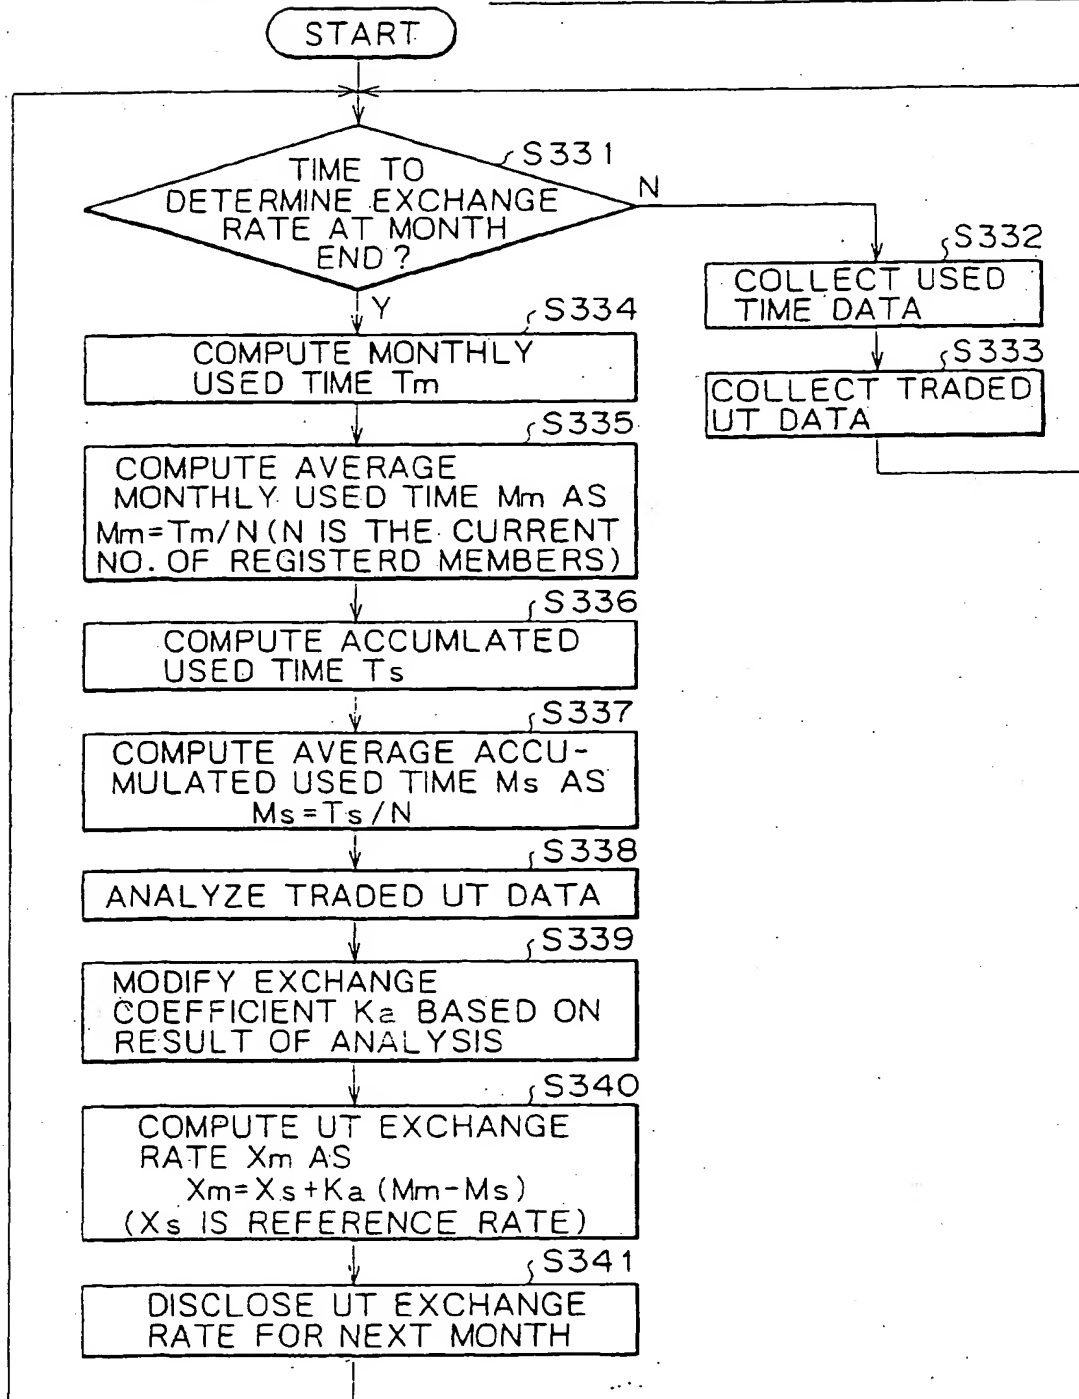 START
S331
TIME TO
DETERMINE EXCHANGE
RATE AT MONTH
END?
N
Y
S332
COLLECT USED
TIME DATA
S333
COLLECT TRADED
UT DATA
S334
COMPUTE MONTHLY
USED TIME Tm
S335
COMPUTE AVERAGE
MONTHLY USED TIME Mm AS
Mm=Tm/N(N IS THE CURRENT
NO. OF REGISTERD MEMBERS)
S336
COMPUTE ACCUMLATED
USED TIME Ts
S337
COMPUTE AVERAGE ACCU-
MULATED USED TIME Ms AS
Ms=Ts/N
S338
ANALYZE TRADED UT DATA
S339
MODIFY EXCHANGE
COEFFICIENT Ka BASED ON
RESULT OF ANALYSIS
S340
COMPUTE UT EXCHANGE
RATE Xm AS
Xm=Xs+Ka(Mm-Ms)
(Xs IS REFERENCE RATE)
S341
DISCLOSE UT EXCHANGE
RATE FOR NEXT MONTH